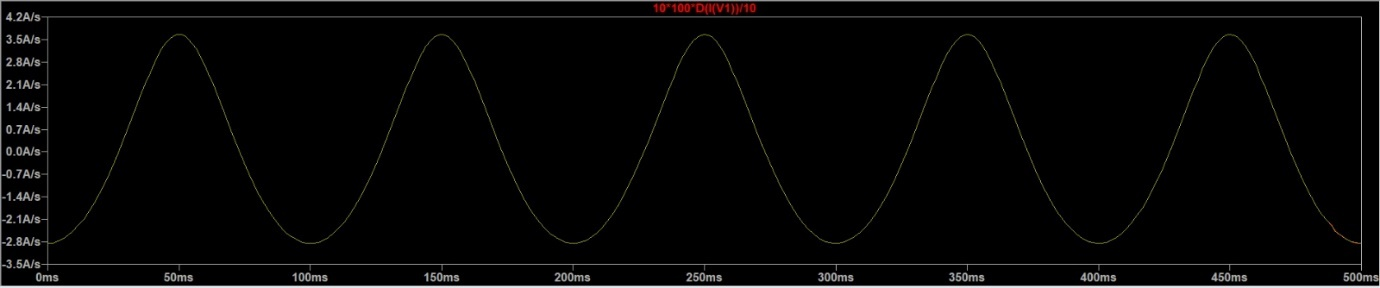 10*100*D(I(V1))/10
4.2A/s
3.5A/s
2.8A/s
2.1A/s
1.4A/s
0.7A/s
0.0A/s
-0.7A/s
-1.4A/s
-2.1A/s
-2.8A/s
-3.5A/s
0ms 50ms 100ms 150ms 200ms 250ms 300ms 350ms 400ms 450ms 500ms